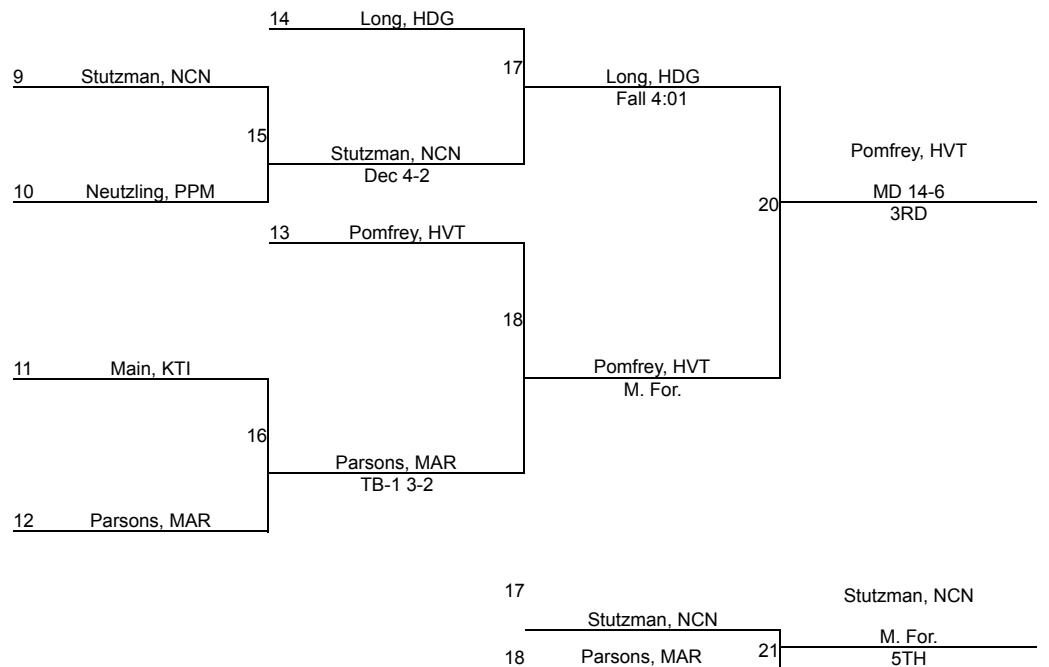 14 Long, HDG
9 Stutzman, NCN
17 Long, HDG
Fall 4:01
15
Stutzman, NCN
Dec 4-2
Pomfrey, HVT
10 Neutzling, PPM
MD 14-6
20
3RD
13 Pomfrey, HVT
18
11 Main, KTI
Pomfrey, HVT
M. For.
16
Parsons, MAR
TB-1 3-2
12 Parsons, MAR
17
Stutzman, NCN
Stutzman, NCN
M. For.
18 Parsons, MAR
21
5TH